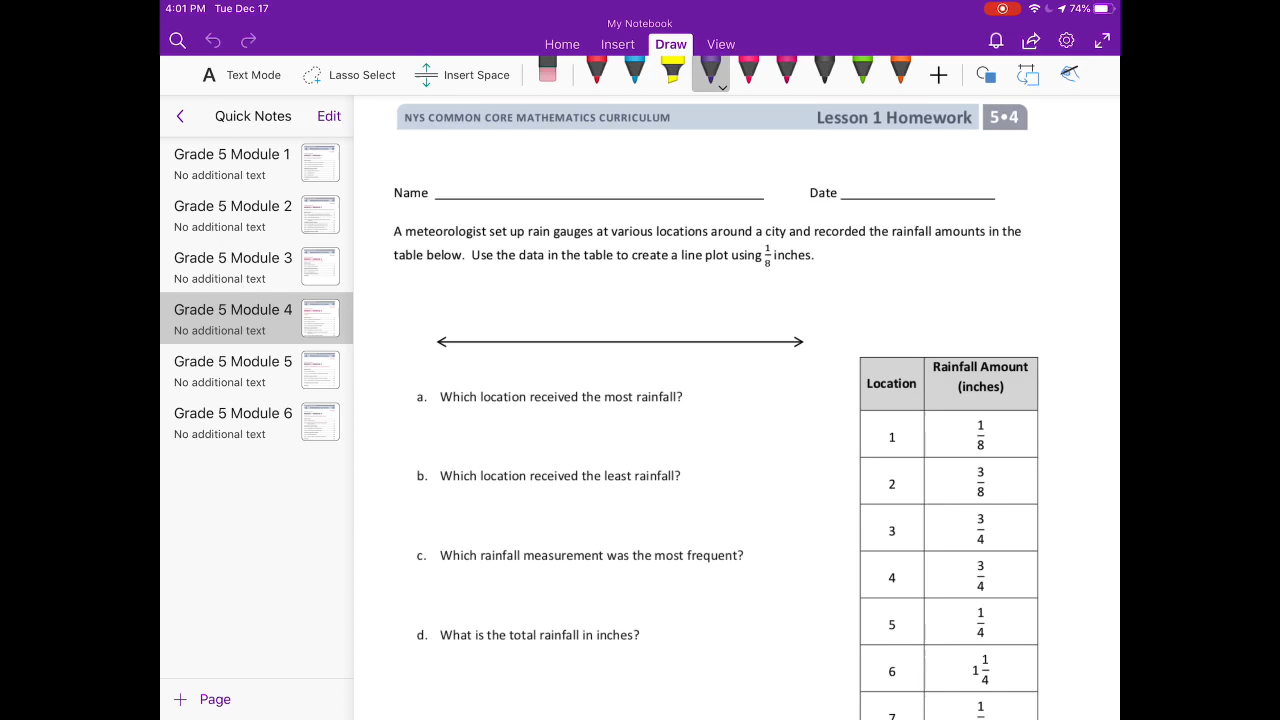 4:01 PM Tue Dec 17
74%
My Notebook
Home Insert Draw View
A Text Mode Lasso Select Insert Space
Quick Notes Edit
Grade 5 Module 1
No additional text
Grade 5 Module 2
No additional text
Grade 5 Module 3
No additional text
Grade 5 Module 4
No additional text
Grade 5 Module 5
No additional text
Grade 5 Module 6
No additional text
+ Page
NYS COMMON CORE MATHEMATICS CURRICULUM Lesson 1 Homework 5•4
Name Date
A meteorologist set up rain gauges at various locations around a city and recorded the rainfall amounts in the
table below. Use the data in the table to create a line plot using 1/8 inches.
a. Which location received the most rainfall?
b. Which location received the least rainfall?
c. Which rainfall measurement was the most frequent?
d. What is the total rainfall in inches?
Location Rainfall Amount (inches)
1 1/8
2 3/8
3 3/4
4 3/4
5 1/4
6 1 1/4
7 1